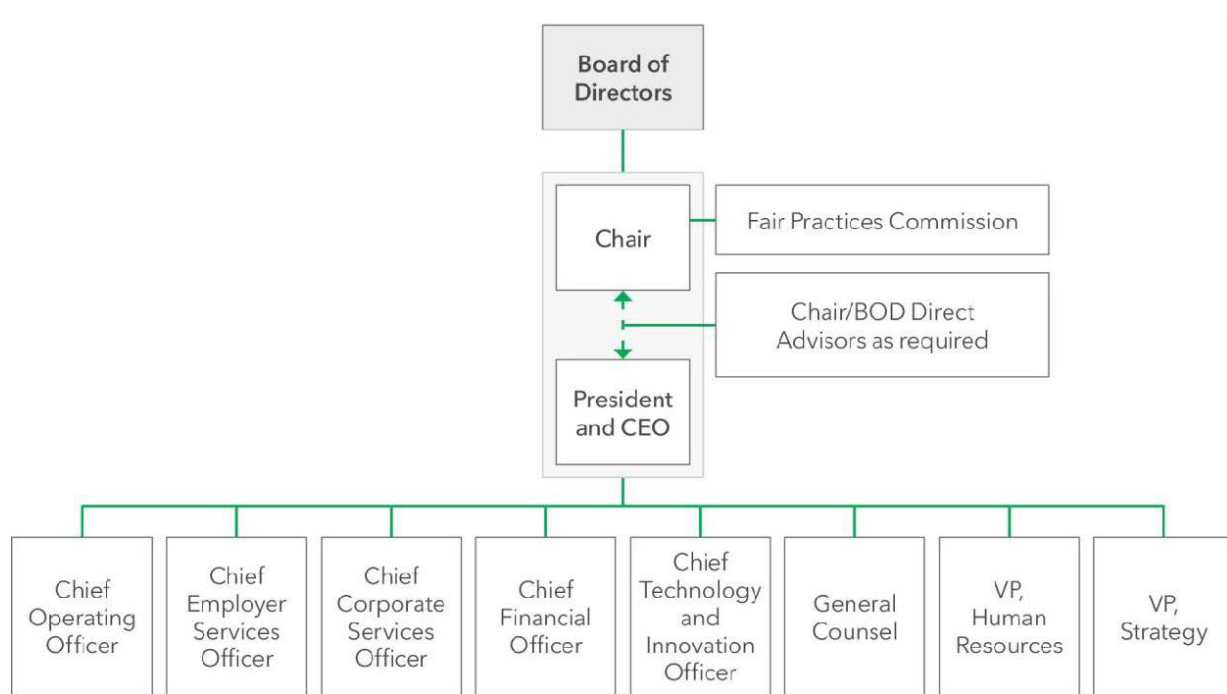 Board of
Directors
Chair
Fair Practices Commission
Chair/BOD Direct
Advisors as required
President
and CEO
Chief
Operating
Officer
Chief
Employer
Services
Officer
Chief
Corporate
Services
Officer
Chief
Financial
Officer
Chief
Technology
and
Innovation
Officer
General
Counsel
VP,
Human
Resources
VP,
Strategy